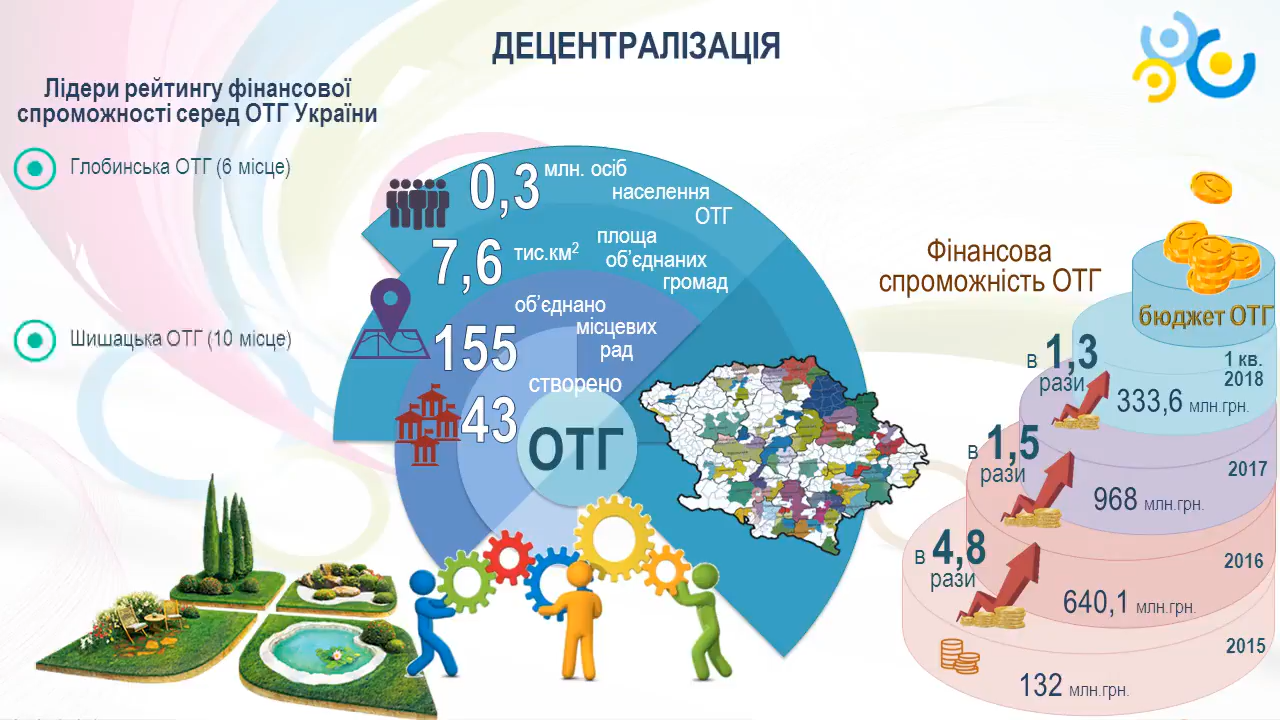 ДЕЦЕНТРАЛІЗАЦІЯ
Лідери рейтингу фінансової
спроможності серед ОТГ України
Глобинська ОТГ (6 місце)
Шишацька ОТГ (10 місце)
0,3 млн. осіб
населення
ОТГ
7,6 тис.км² площа
об'єднаних
громад
155 об'єднано
місцевих
рад
створено
43
ОТГ
Фінансова
спроможність ОТГ
бюджет ОТГ
в 1,3
рази
1 кв.
2018
333,6 млн.грн.
в 1,5
рази
2017
968 млн.грн.
в 4,8
рази
2016
640,1 млн.грн.
2015
132 млн.грн.